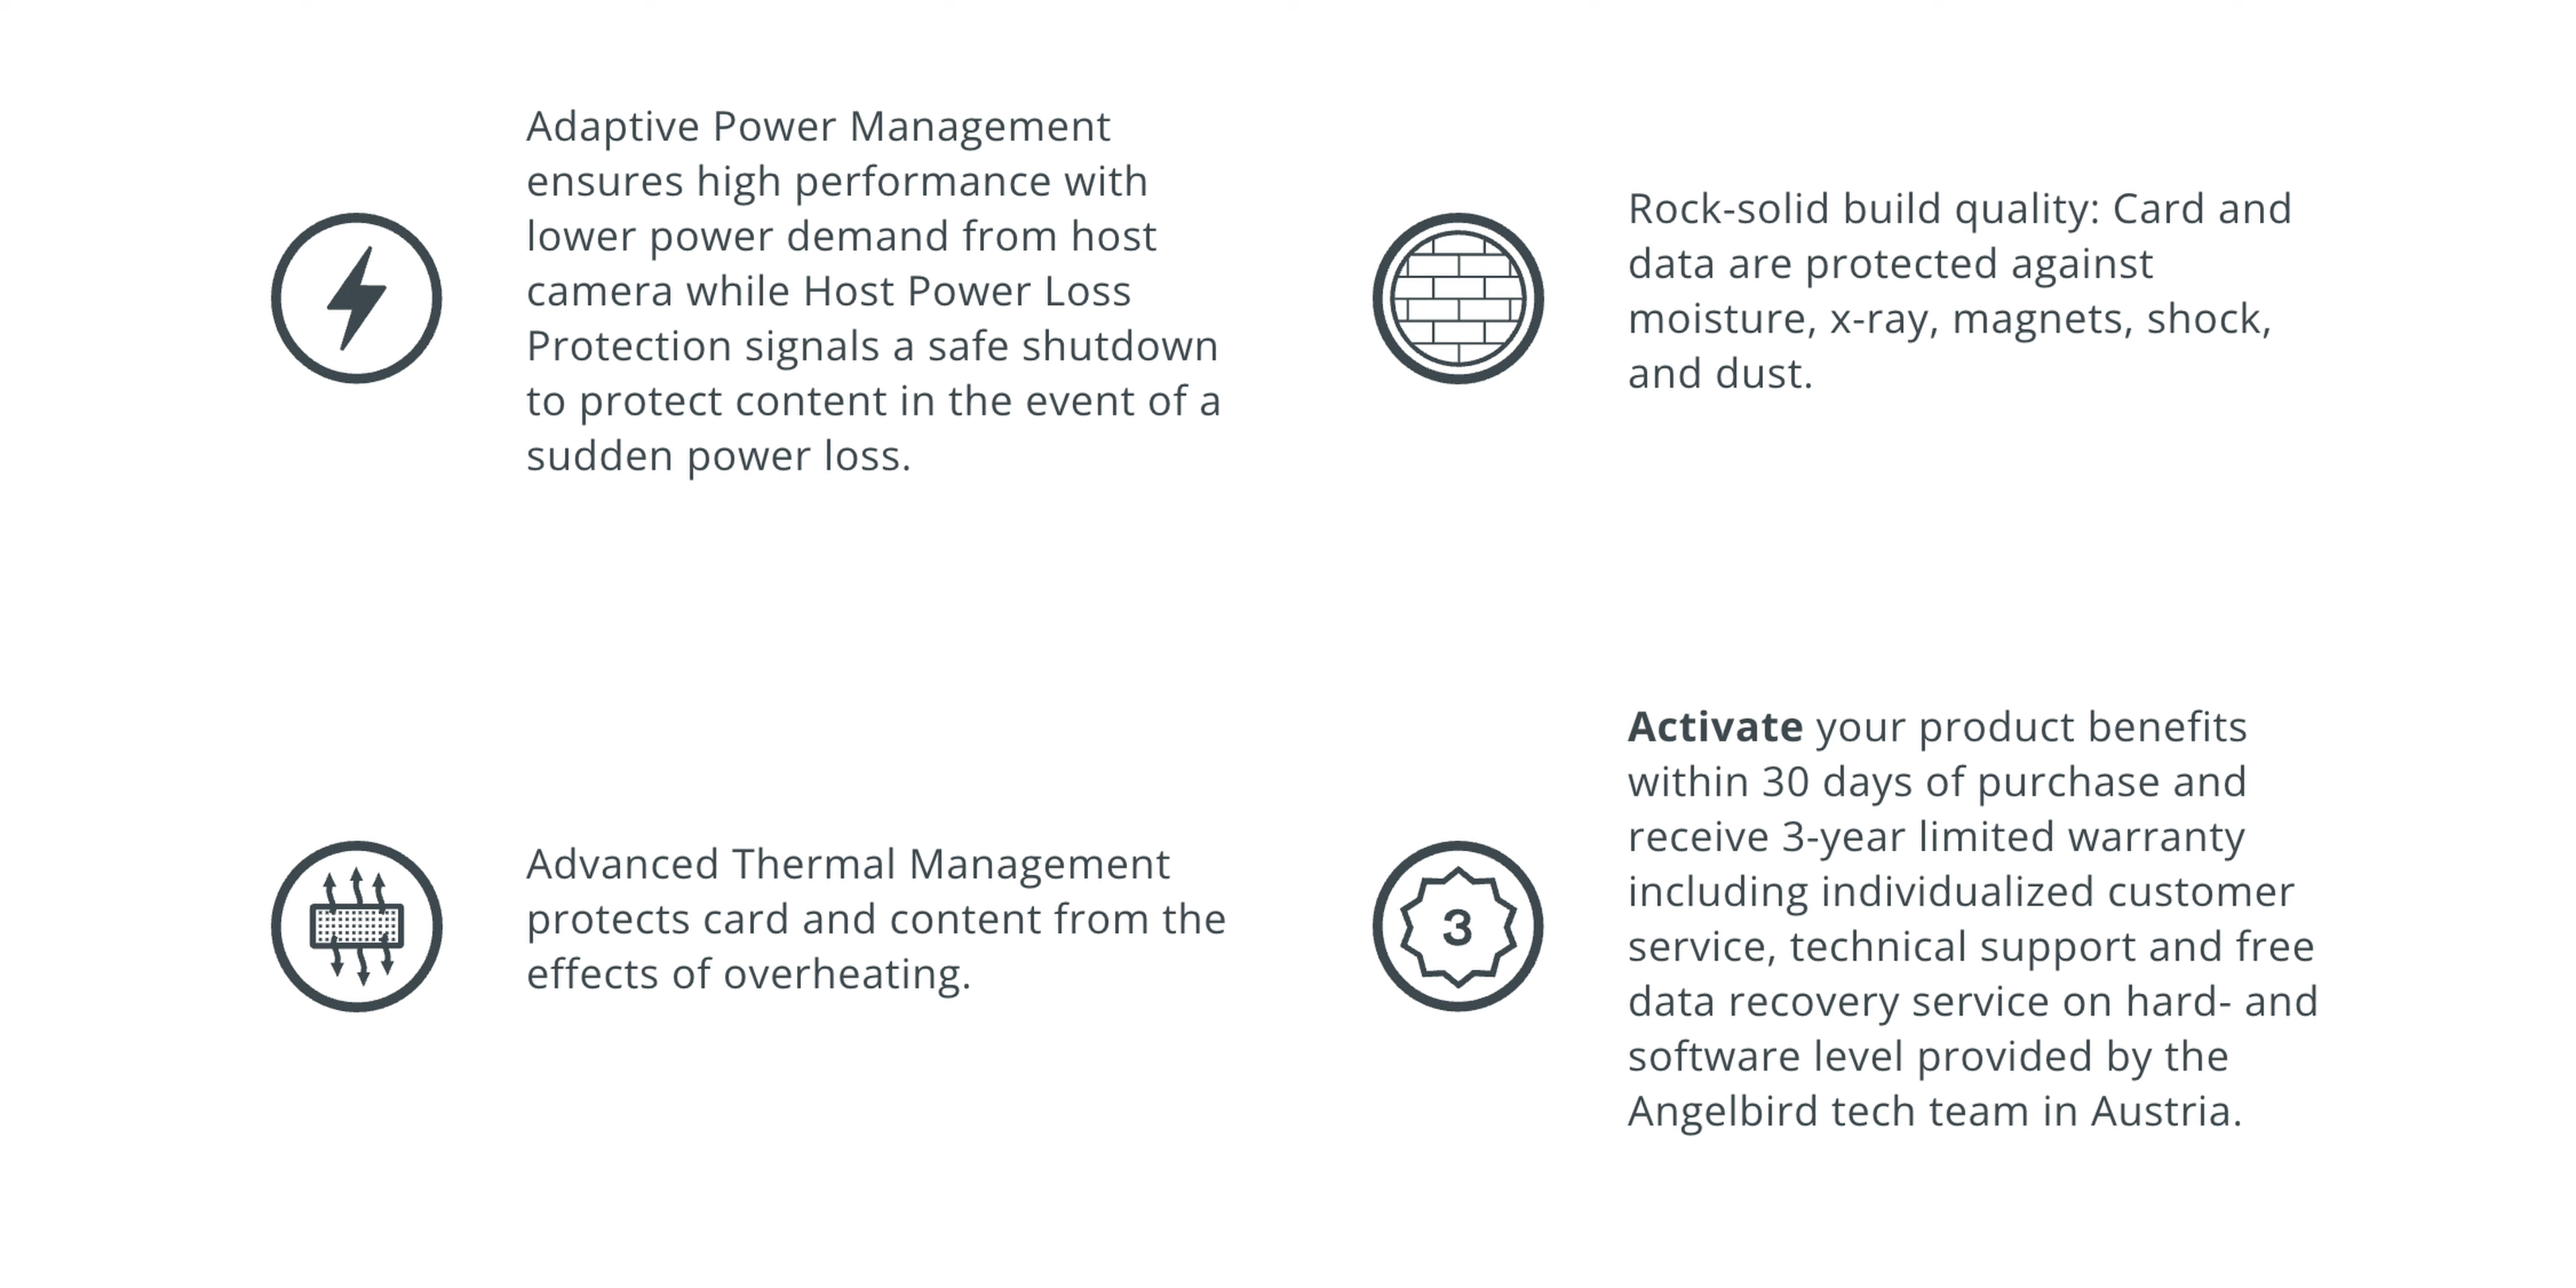 Adaptive Power Management
ensures high performance with
lower power demand from host
camera while Host Power Loss
Protection signals a safe shutdown
to protect content in the event of a
sudden power loss.
Rock-solid build quality: Card and
data are protected against
moisture, x-ray, magnets, shock,
and dust.
Advanced Thermal Management
protects card and content from the
effects of overheating.
3
Activate your product benefits
within 30 days of purchase and
receive 3-year limited warranty
including individualized customer
service, technical support and free
data recovery service on hard- and
software level provided by the
Angelbird tech team in Austria.